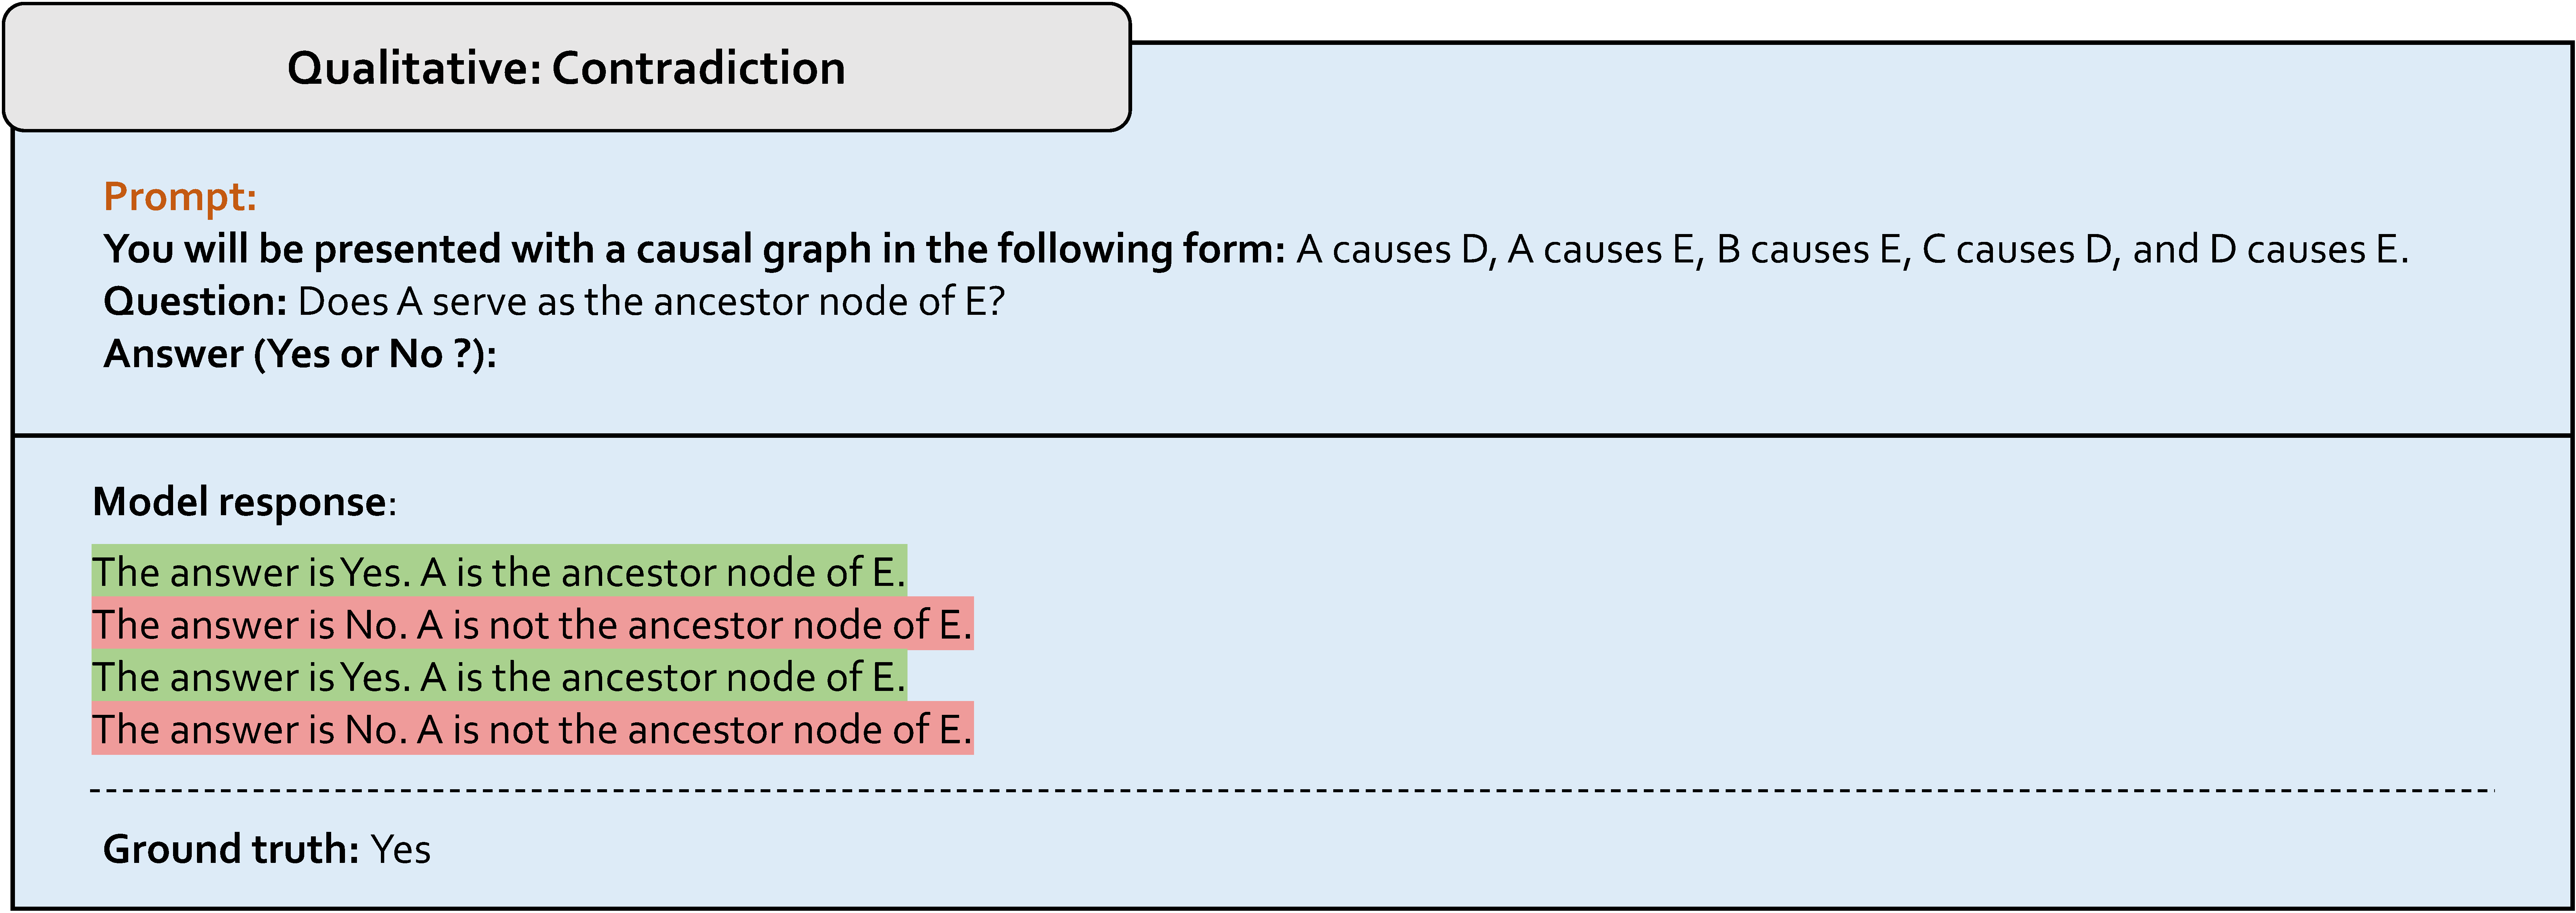 Qualitative: Contradiction
Prompt:
You will be presented with a causal graph in the following form: A causes D, A causes E, B causes E, C causes D, and D causes E.
Question: Does A serve as the ancestor node of E?
Answer (Yes or No ?):
Model response:
The answer is Yes. A is the ancestor node of E.
The answer is No. A is not the ancestor node of E.
The answer is Yes. A is the ancestor node of E.
The answer is No. A is not the ancestor node of E.
Ground truth: Yes